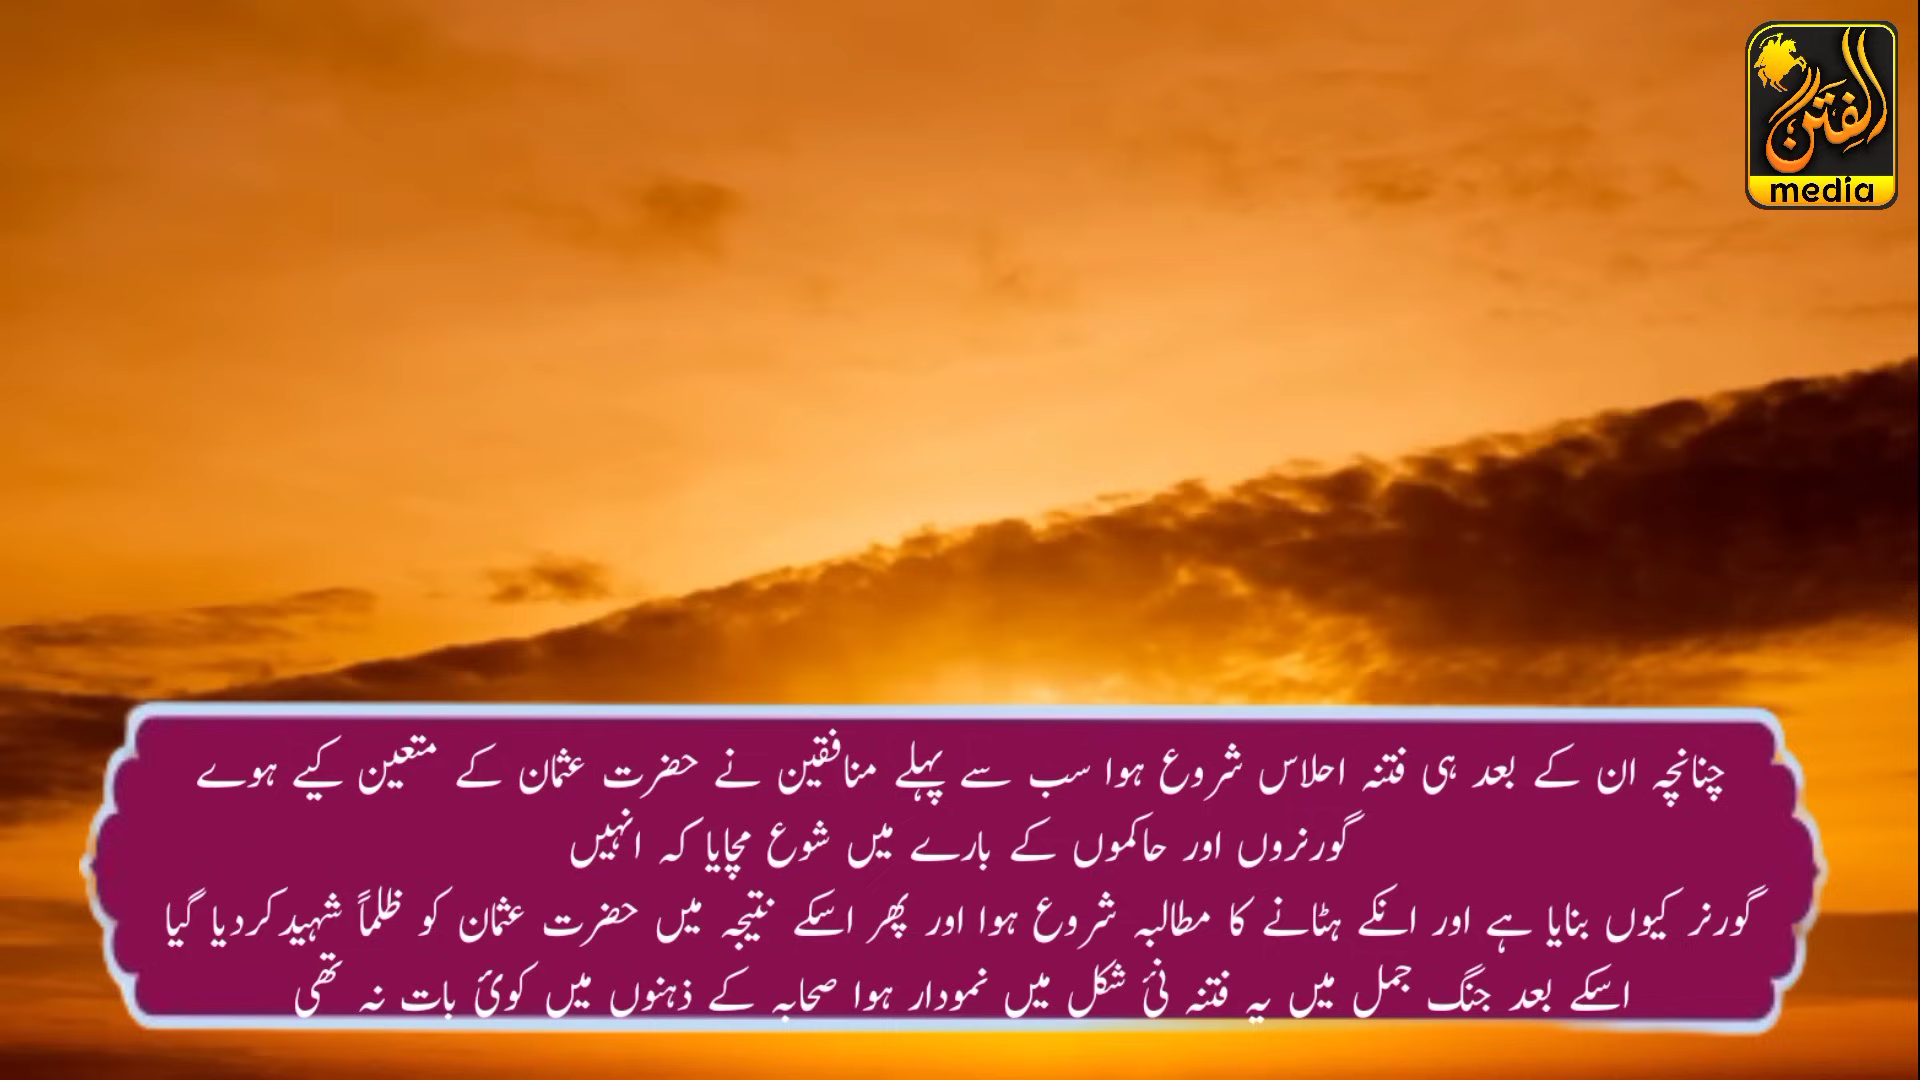 الفتن
media
چنانچہ ان کے بعد ہی فتنہ احلاس شروع ہوا سب سے پہلے منافقین نے حضرت عثمان کے متعین کیے ہوے
گورنروں اور حاکموں کے بارے میں شوع مچایا کہ انہیں
گورنر کیوں بنایا ہے اور انکے ہٹانے کا مطالبہ شروع ہوا اور پھر اسکے نتیجہ میں حضرت عثمان کو ظلماً شہید کردیا گیا
اسکے بعد جنگ جمل میں یہ فتنہ نئ شکل میں نمودار ہوا صحابہ کے ذہنوں میں کوئ بات نہ تھی